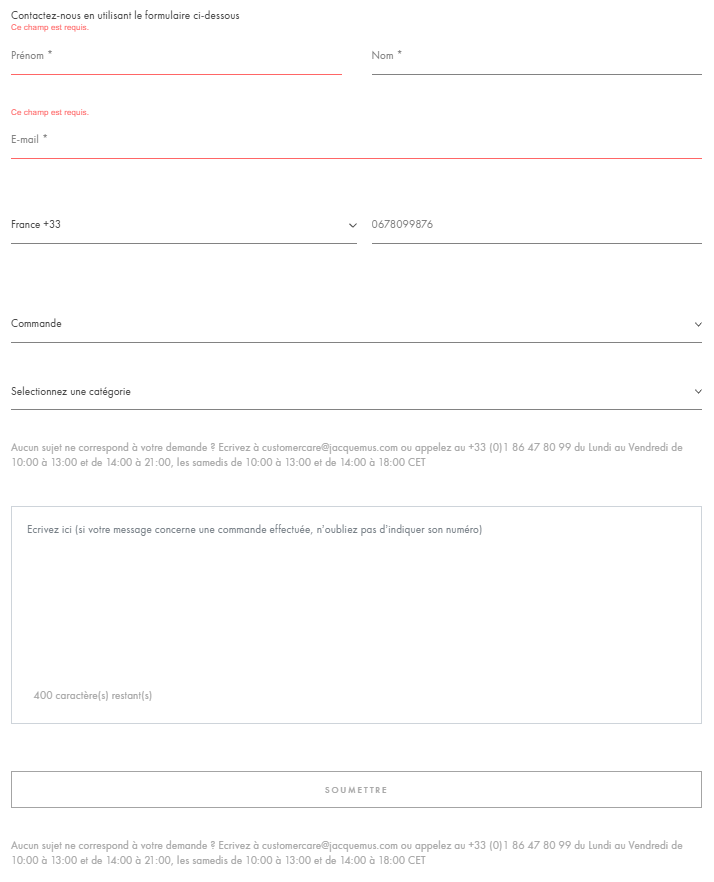 Contactez-nous en utilisant le formulaire ci-dessous
Ce champ est requis.
Prénom *
Nom *
Ce champ est requis.
E-mail *
France +33
0678099876
Commande
Selectionnez une catégorie
Aucun sujet ne correspond à votre demande ? Ecrivez à customercare@jacquemus.com ou appelez au +33 (0)1 86 47 80 99 du Lundi au Vendredi de
10:00 à 13:00 et de 14:00 à 21:00, les samedis de 10:00 à 13:00 et de 14:00 à 18:00 CET
Ecrivez ici (si votre message concerne une commande effectuée, n'oubliez pas d'indiquer son numéro)
400 caractère(s) restant(s)
SOUMETTRE
Aucun sujet ne correspond à votre demande ? Ecrivez à customercare@jacquemus.com ou appelez au +33 (0)1 86 47 80 99 du Lundi au Vendredi de
10:00 à 13:00 et de 14:00 à 21:00, les samedis de 10:00 à 13:00 et de 14:00 à 18:00 CET